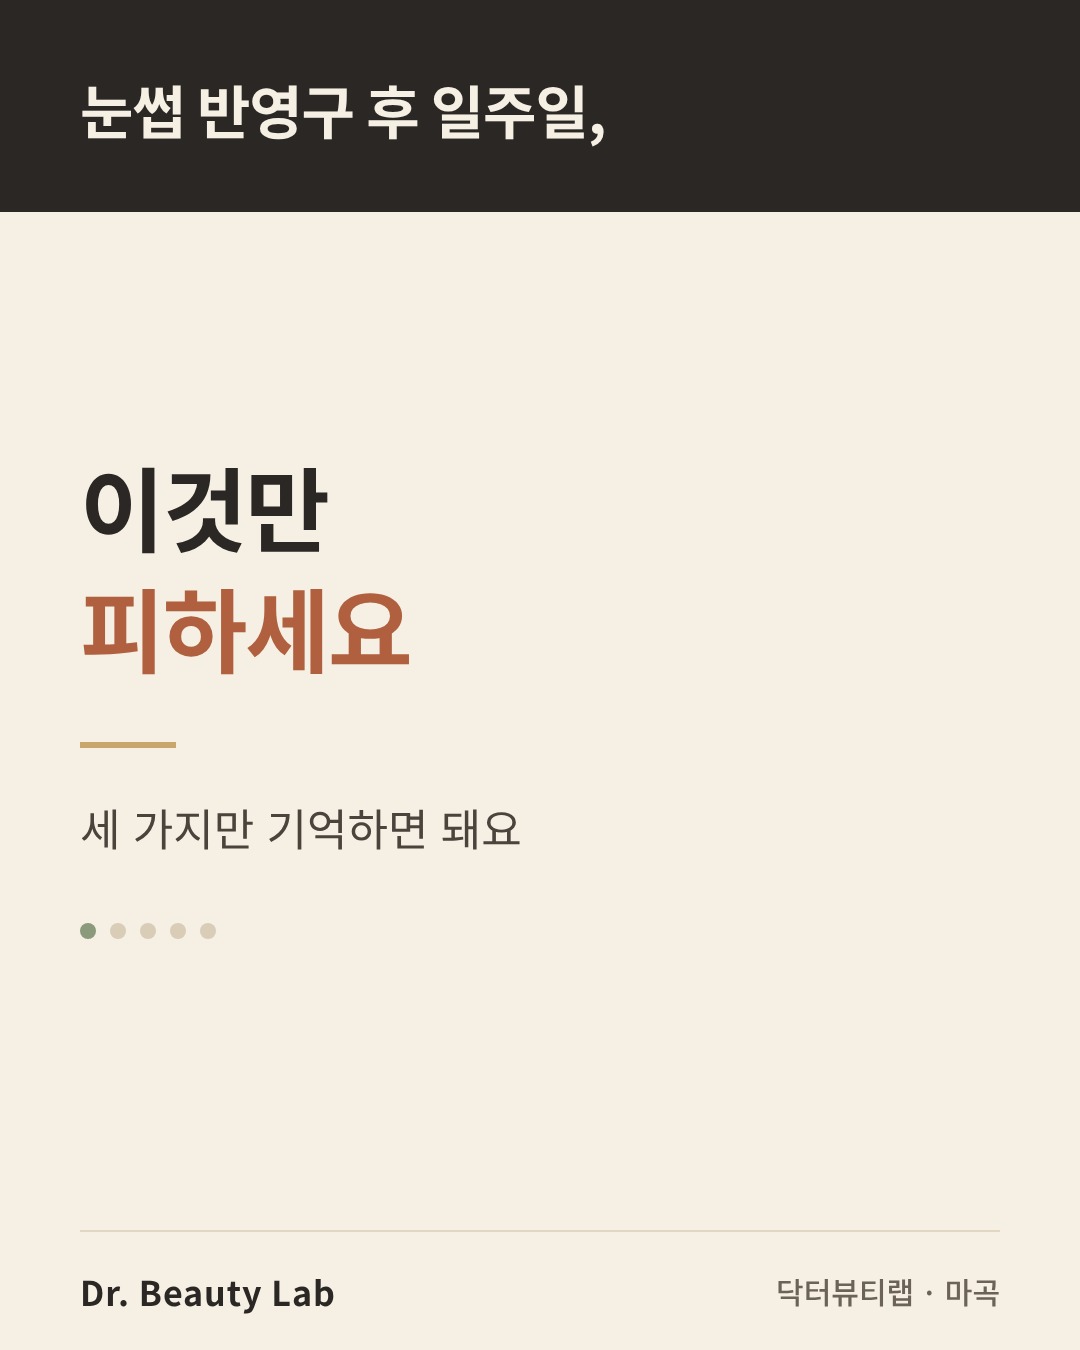 눈썹 반영구 후 일주일,
이것만
피하세요
세 가지만 기억하면 돼요
Dr. Beauty Lab
닥터뷰티랩 · 마곡